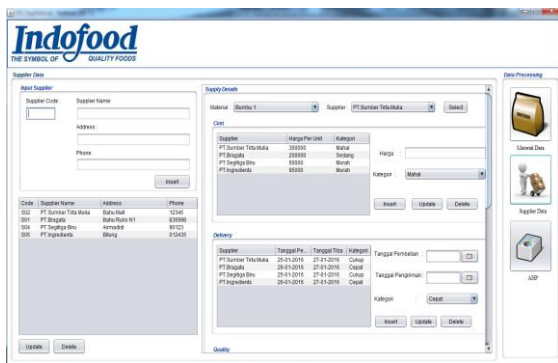 Indofood
THE SYMBOL OF QUALITY FOODS
Supplier Data
Input Supplier
Supplier Code
Supplier Name
Address :
Phone :
Insert
Code Supplier Name Address Phone
S02 PT.Sumber Tirta Mulia Bahu Mall 12345
S01 PT.Bragata Bahu Ruko N1
S04 PT.Segitiga Biru Airmadidi 90123
S05 PT.Ingredients Bitung 012435
Update Delete
Supply Details
Material Bumbu 1 Supplier PT.Sumber Tirta Mulia Select
Cost
Supplier Harga Per Unit Kategori
PT.Sumber Tirta Mulia 300000 Mahal
PT.Bragata 200000 Sedang
PT.Segitiga Biru 50000 Murah
PT.Ingredients 85000 Murah
Harga :
Kategori : Mahal
Insert Update Delete
Delivery
Supplier Tanggal Pe... Tanggal Tiba Kategori
PT.Sumber Tirta Mulia 25-01-2016 27-01-2016 Cukup
PT.Bragata 26-01-2016 27-01-2016 Cepat
PT.Segitiga Biru 25-01-2016 27-01-2016 Cukup
PT.Ingredients 26-01-2016 27-01-2016 Cepat
Tanggal Pembelian :
Tanggal Pengiriman :
Kategori : Cepat
Insert Update Delete
Quality
Data Processing
Material Data
Supplier Data
AHP